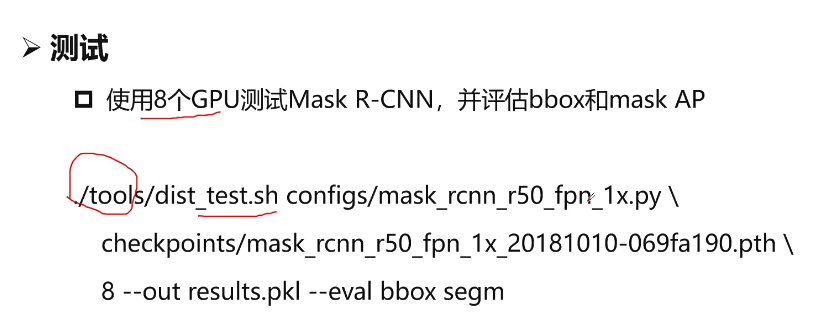 测试
使用8个GPU测试Mask R-CNN，并评估bbox和mask AP
./tools/dist_test.sh configs/mask_rcnn_r50_fpn_1x.py \
checkpoints/mask_rcnn_r50_fpn_1x_20181010-069fa190.pth \
8 --out results.pkl --eval bbox segm